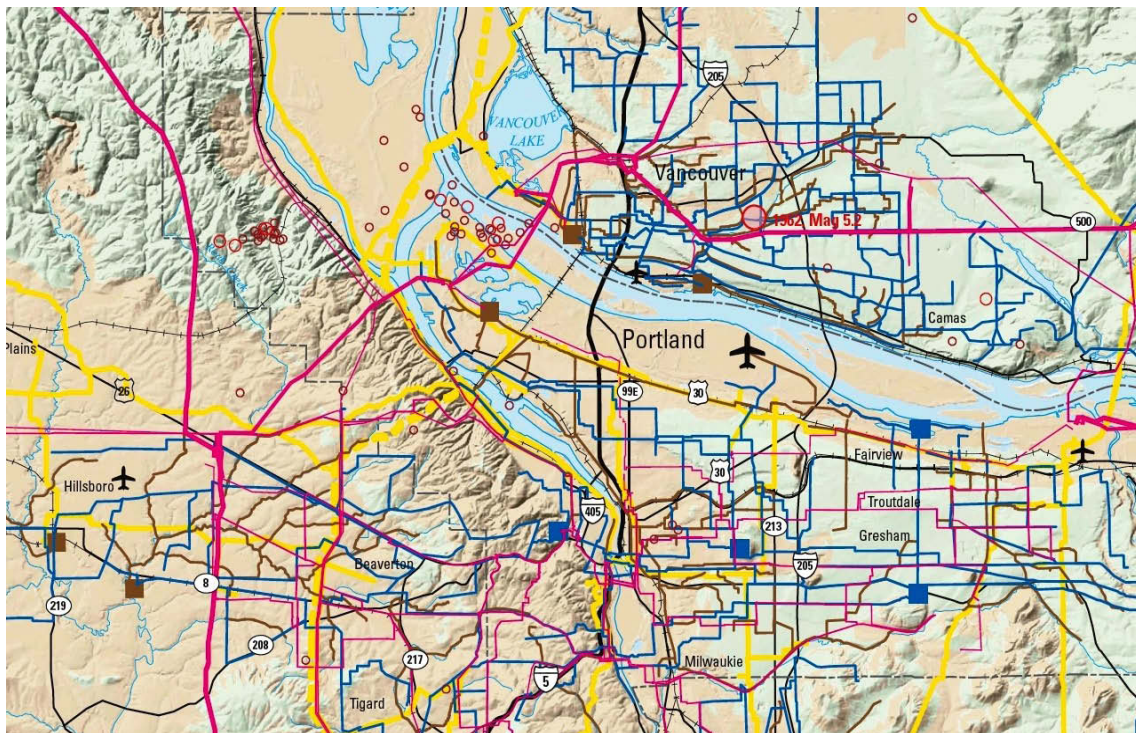 205
VANCOUVER
LAKE
Vancouver
1962 Mag 5.2
500
Camas
Portland
Plains
26
99E
30
Fairview
30
Hillsboro
Troutdale
405
213
Gresham
Beaverton
205
8
219
208
217
Milwaukie
5
Tigard